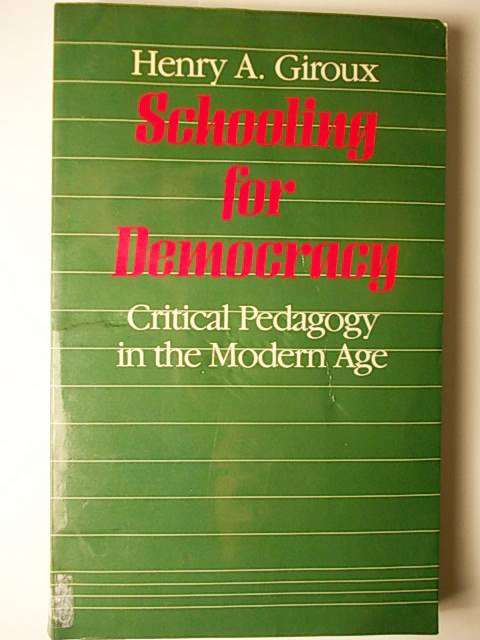 Henry A. Giroux
Schooling
for
Democracy
Critical Pedagogy
in the Modern Age